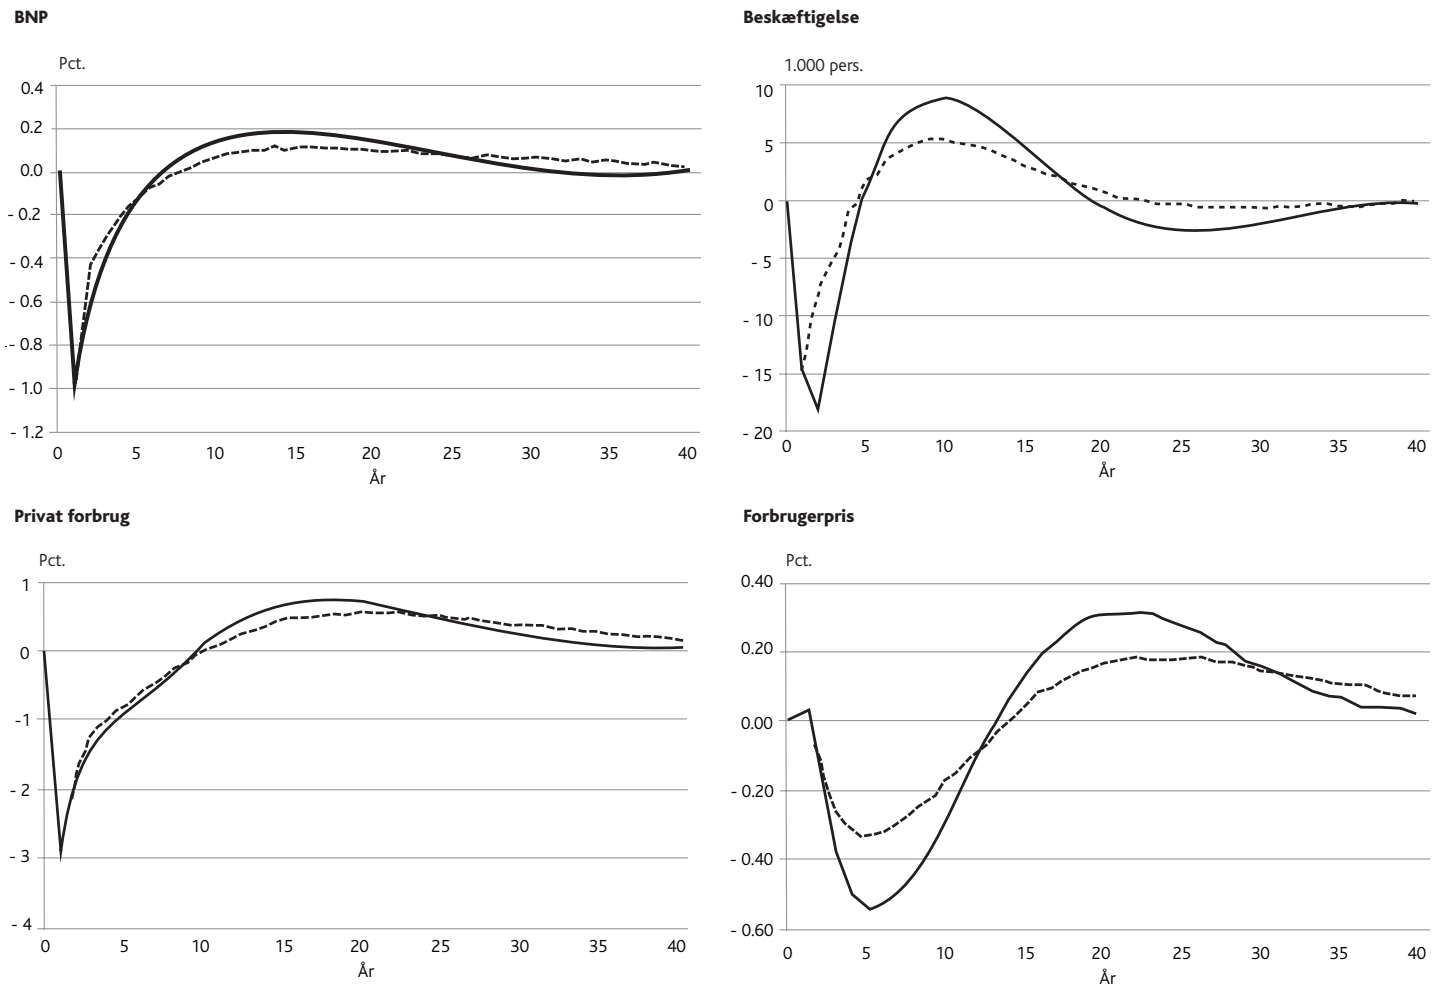 BNP
Pct.
0.4
0.2
0.0
- 0.2
- 0.4
- 0.6
- 0.8
- 1.0
- 1.2
0 5 10 15 20 25 30 35 40
År
Beskæftigelse
1.000 pers.
10
5
0
- 5
- 10
- 15
- 20
0 5 10 15 20 25 30 35 40
År
Privat forbrug
Pct.
1
0
-1
- 2
- 3
- 4
0 5 10 15 20 25 30 35 40
År
Forbrugerpris
Pct.
0.40
0.20
0.00
- 0.20
- 0.40
- 0.60
0 5 10 15 20 25 30 35 40
År